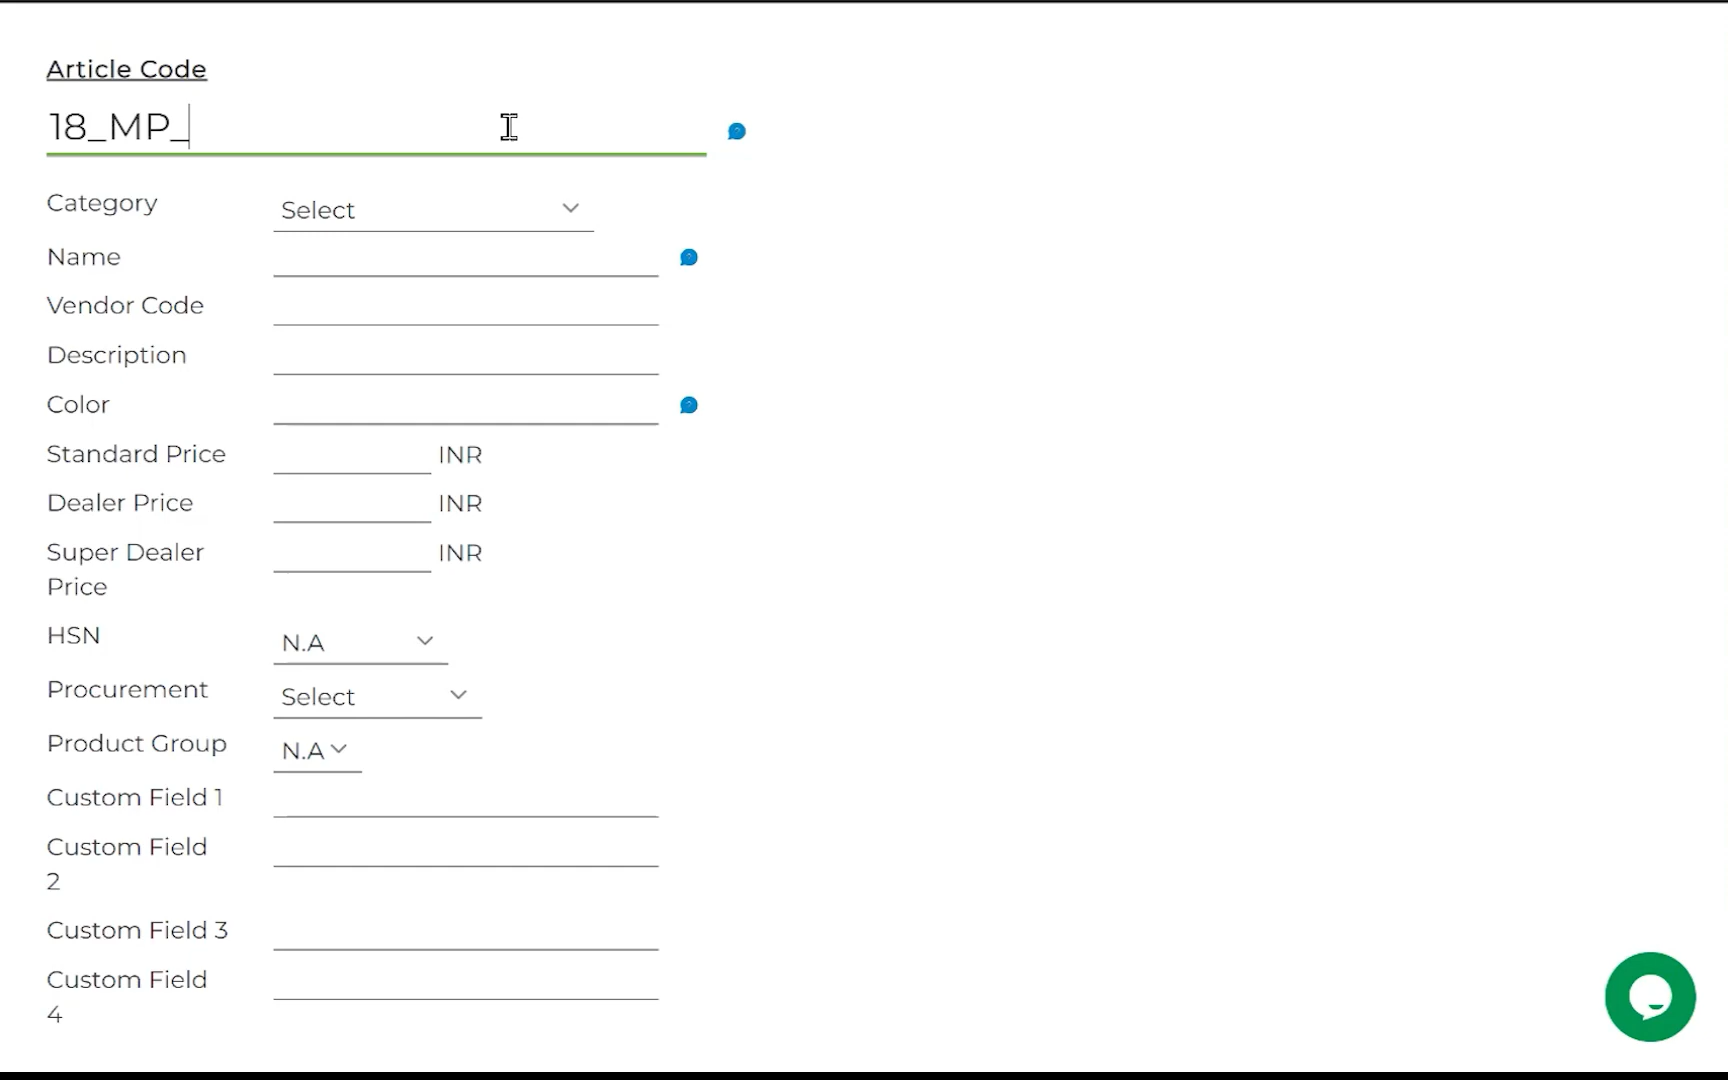 Article Code
18_MP_
Category Select
Name
Vendor Code
Description
Color
Standard Price INR
Dealer Price INR
Super Dealer INR
Price
HSN N.A
Procurement Select
Product Group N.A
Custom Field 1
Custom Field
2
Custom Field 3
Custom Field
4